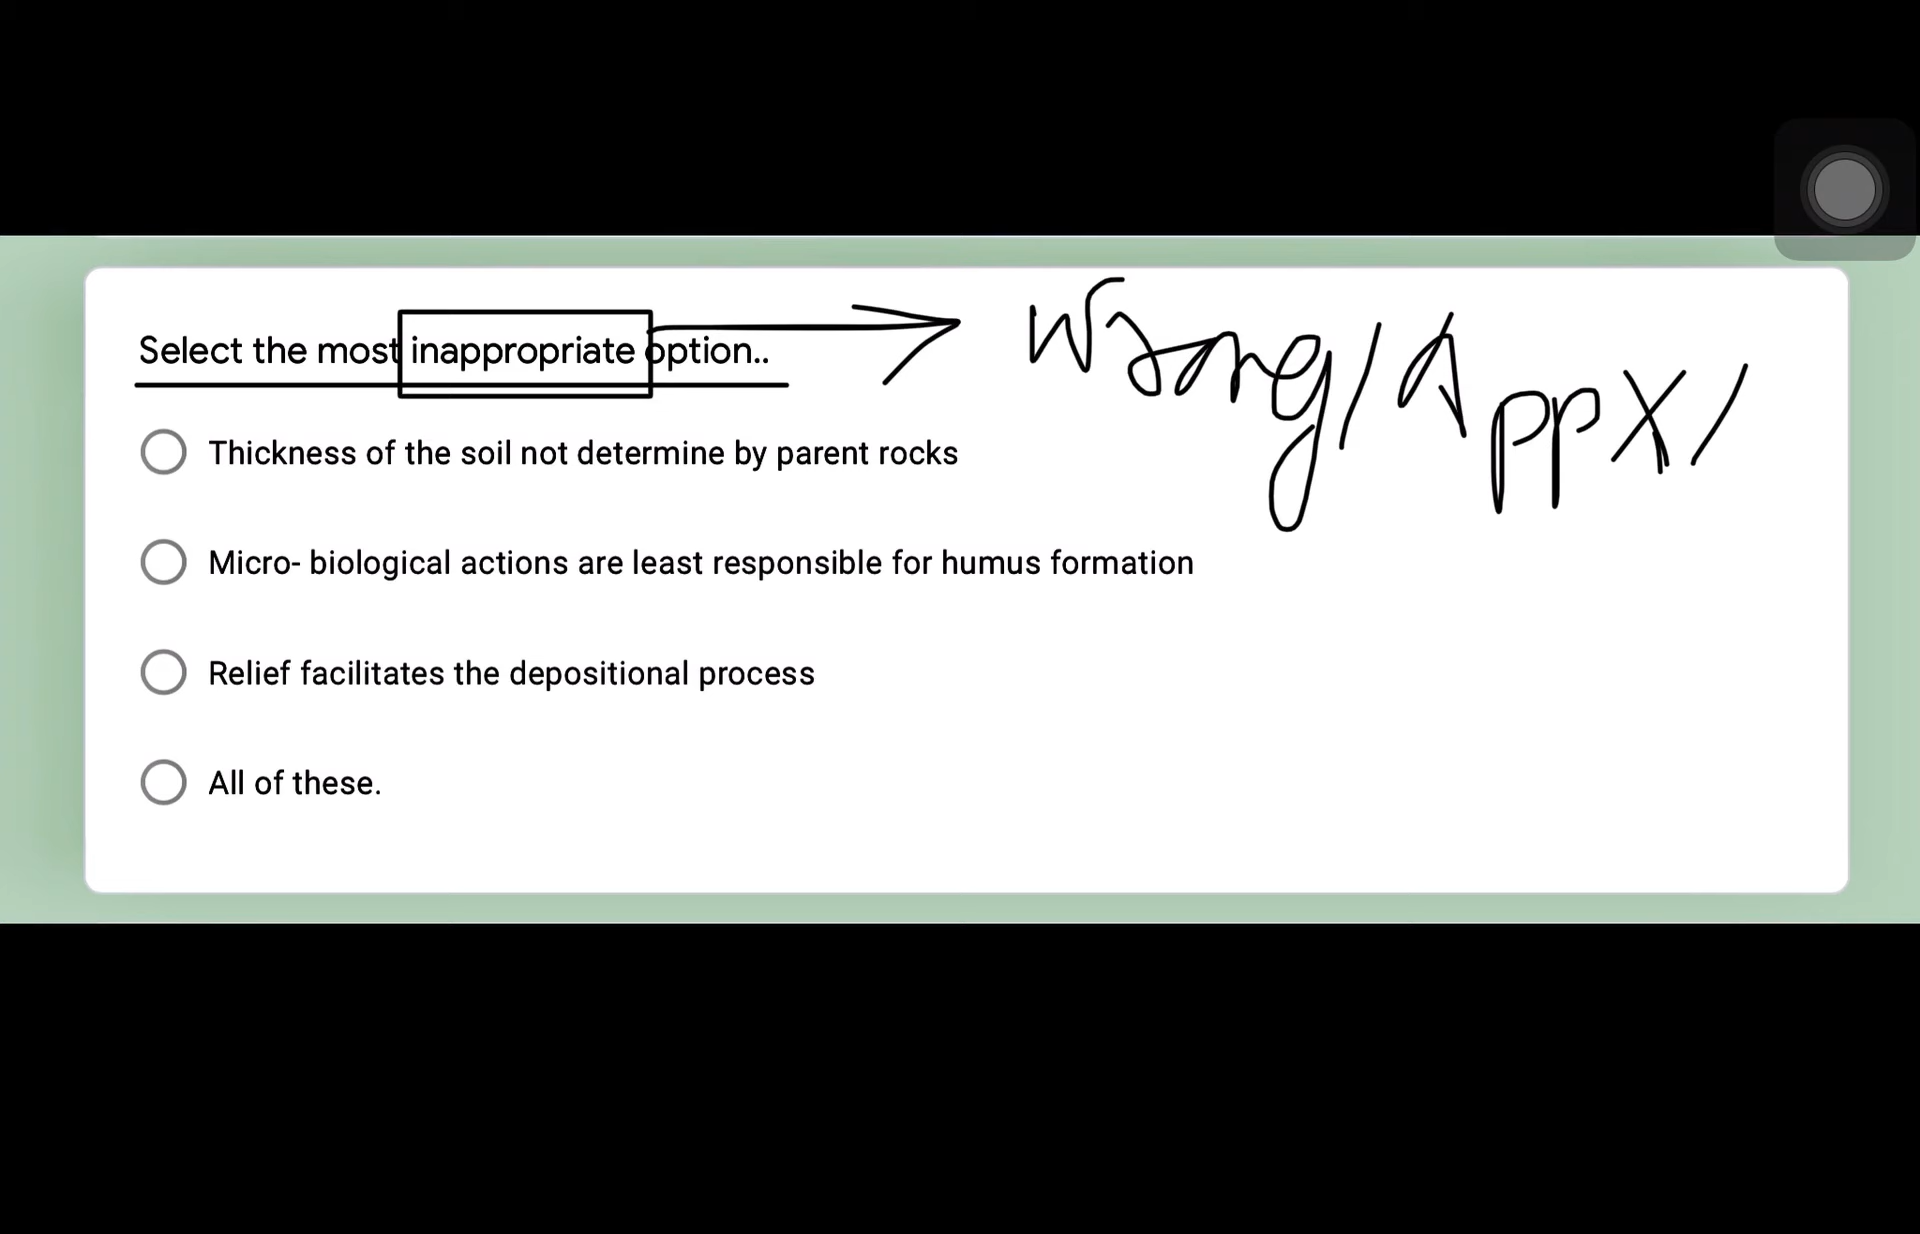 Select the most inappropriate option..
Wrong/App X/
Thickness of the soil not determine by parent rocks
Micro- biological actions are least responsible for humus formation
Relief facilitates the depositional process
All of these.